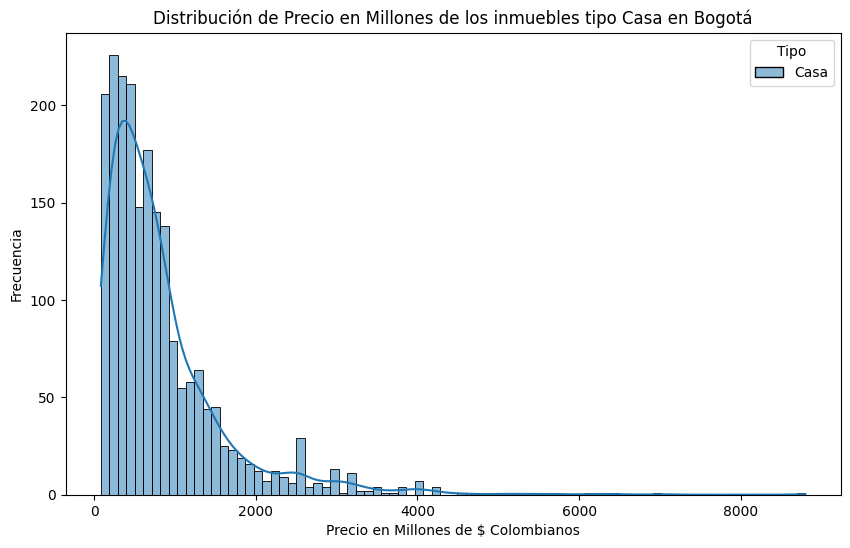 Distribución de Precio en Millones de los inmuebles tipo Casa en Bogotá
Tipo
Casa
Frecuencia
200
150
100
50
0
0 2000 4000 6000 8000
Precio en Millones de $ Colombianos